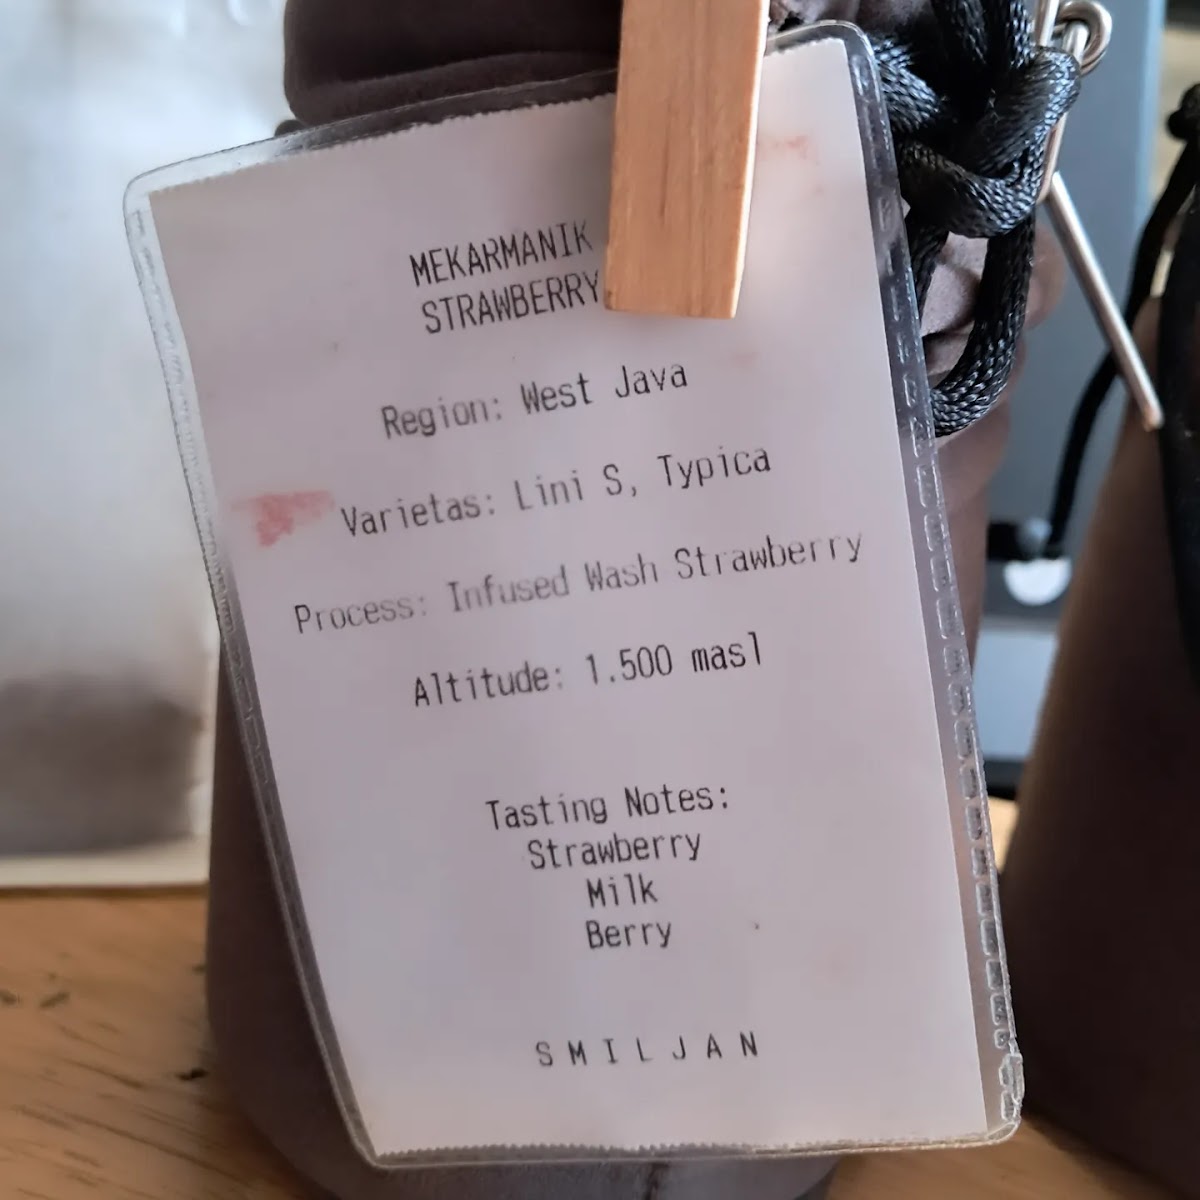 MEKARMANIK
STRAWBERRY
Region: West Java
Varietas: Lini S, Typica
Process: Infused Wash Strawberry
Altitude: 1.500 masl
Tasting Notes:
Strawberry
Milk
Berry
SMILJAN